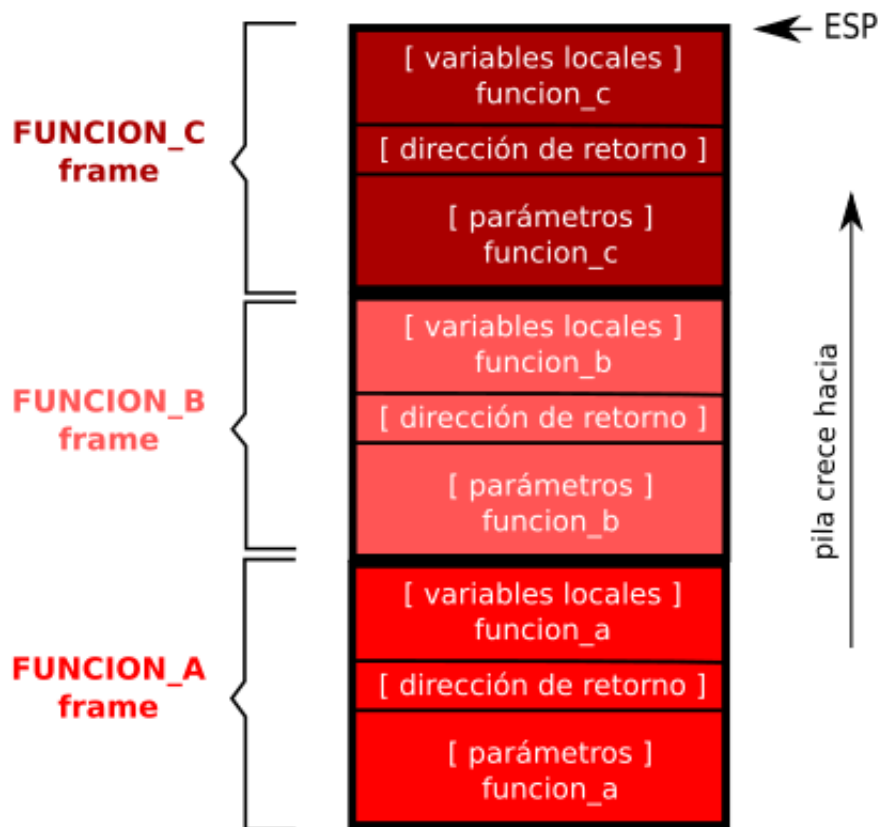 ESP
[ variables locales ]
funcion_c
FUNCION_C
frame
[ dirección de retorno ]
[ parámetros ]
funcion_c
[ variables locales ]
funcion_b
FUNCION_B
frame
[ dirección de retorno ]
[ parámetros ]
funcion_b
pila crece hacia
[ variables locales ]
funcion_a
FUNCION_A
frame
[ dirección de retorno ]
[ parámetros ]
funcion_a